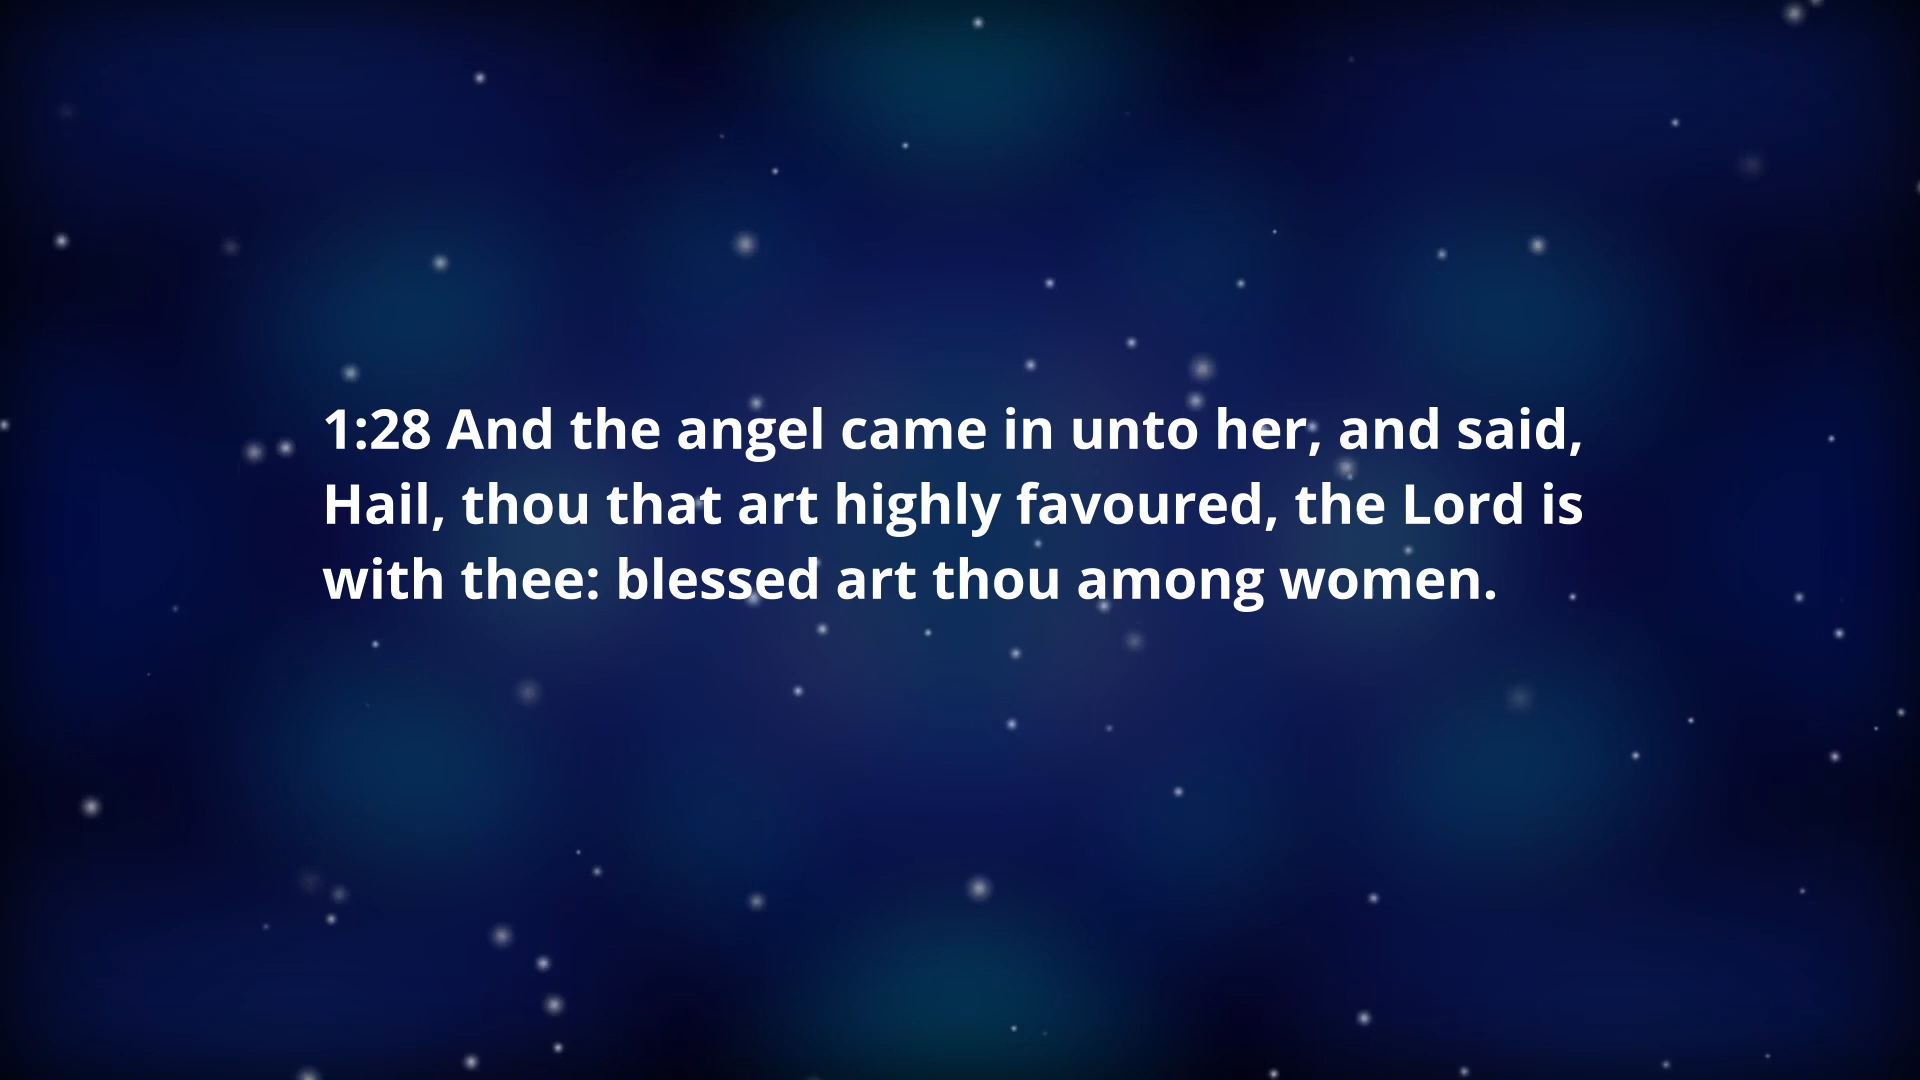 1:28 And the angel came in unto her, and said,
Hail, thou that art highly favoured, the Lord is
with thee: blessed art thou among women.